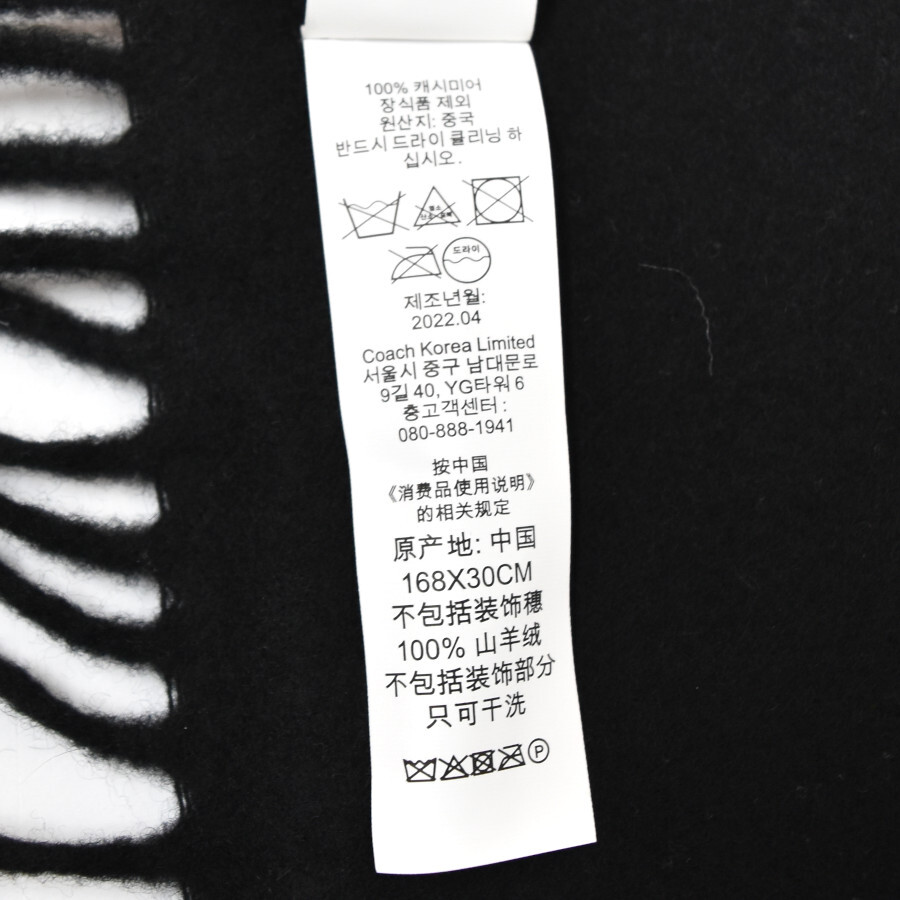 100% 캐시미어
장식품 제외
원산지: 중국
반드시 드라이 클리닝 하
십시오.
드라이
제조년월:
2022.04
Coach Korea Limited
서울시 중구 남대문로
9길 40, YG타워 6
층고객센터 :
080-888-1941
按中国
《消费品使用说明》
的相关规定
原产地: 中国
168X30CM
不包括装饰穗
100% 山羊绒
不包括装饰部分
只可干洗
P